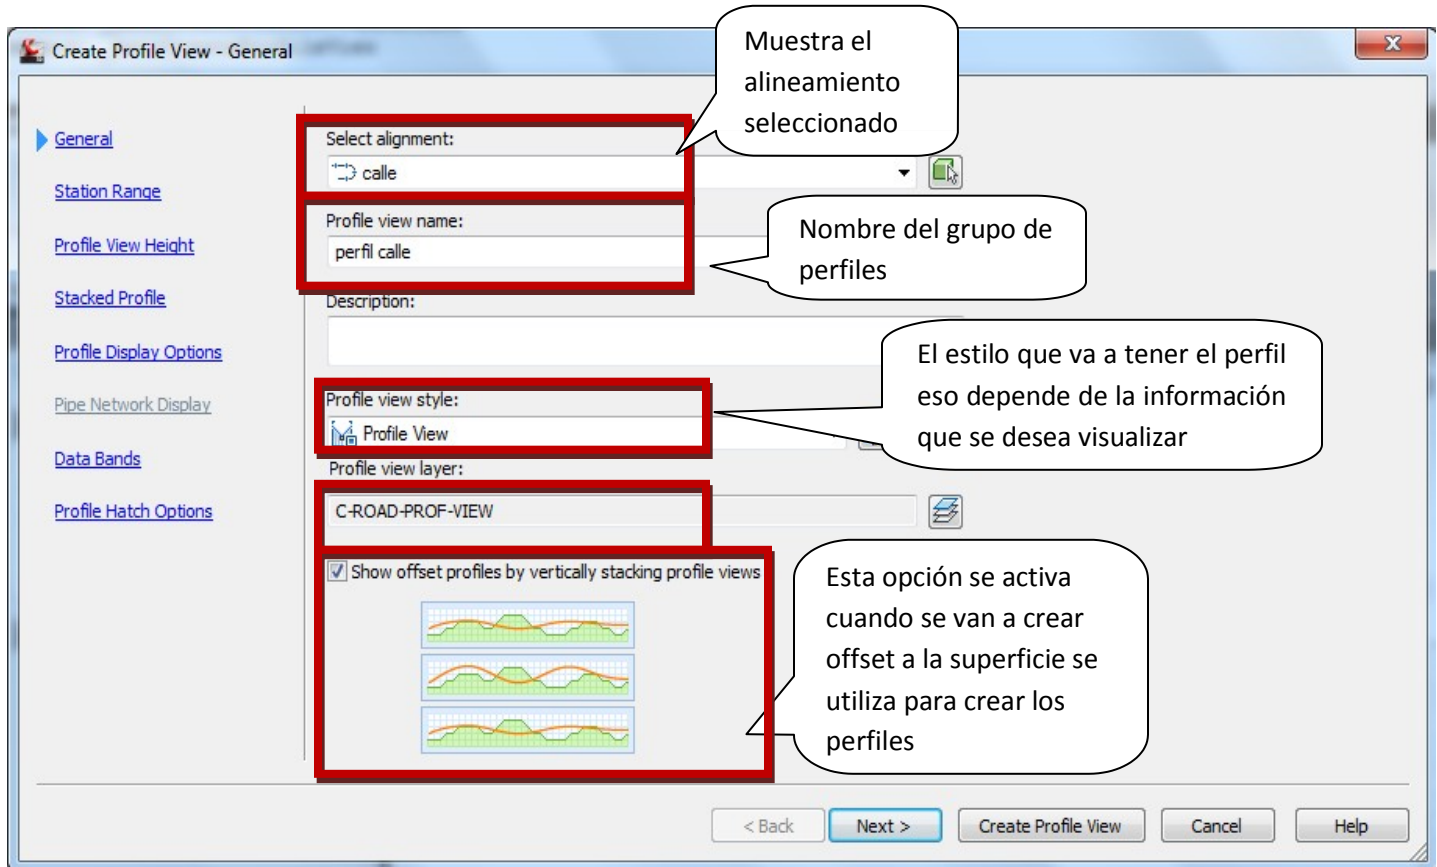 Create Profile View - General
Muestra el
alineamiento
seleccionado
General
Station Range
Profile View Height
Stacked Profile
Profile Display Options
Pipe Network Display
Data Bands
Profile Hatch Options
Select alignment:
calle
Profile view name:
perfil calle
Nombre del grupo de
perfiles
Description:
El estilo que va a tener el perfil
eso depende de la información
que se desea visualizar
Profile view style:
Profile View
Profile view layer:
C-ROAD-PROF-VIEW
Show offset profiles by vertically stacking profile views
Esta opción se activa
cuando se van a crear
offset a la superficie se
utiliza para crear los
perfiles
< Back
Next >
Create Profile View
Cancel
Help